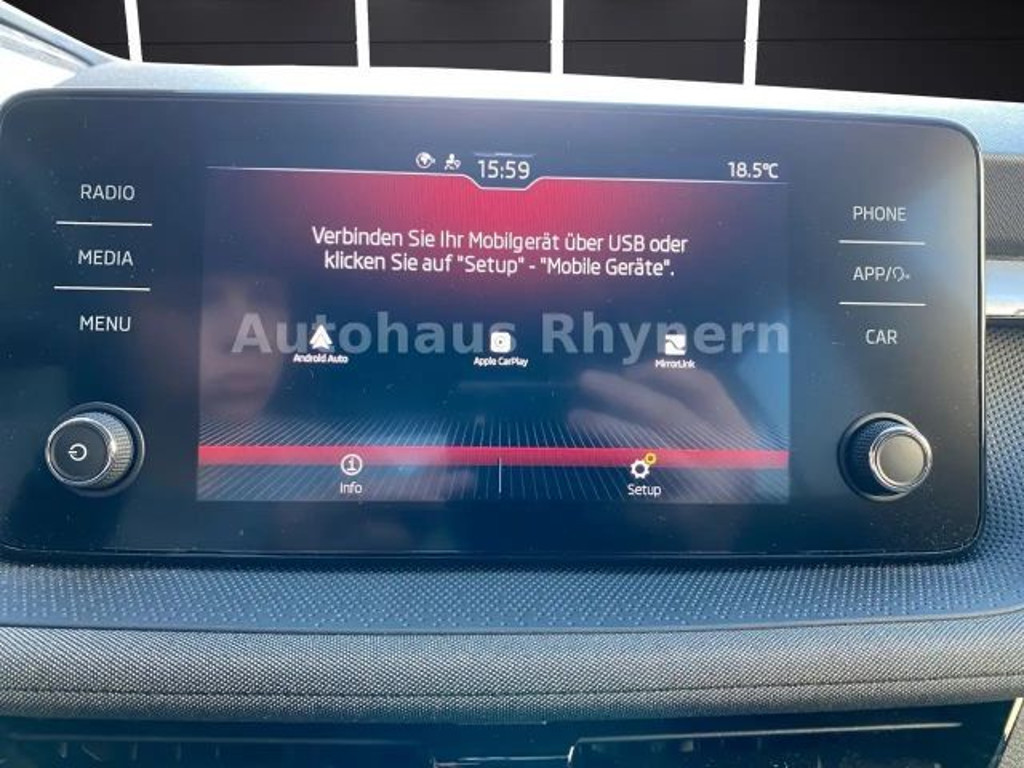 15:59
18.5°C
RADIO
MEDIA
MENU
Verbinden Sie Ihr Mobilgerät über USB oder
klicken Sie auf "Setup" - "Mobile Geräte".
PHONE
APP/
CAR
Autohaus Rhynern
Android Auto
Apple CarPlay
MirrorLink
Info
Setup